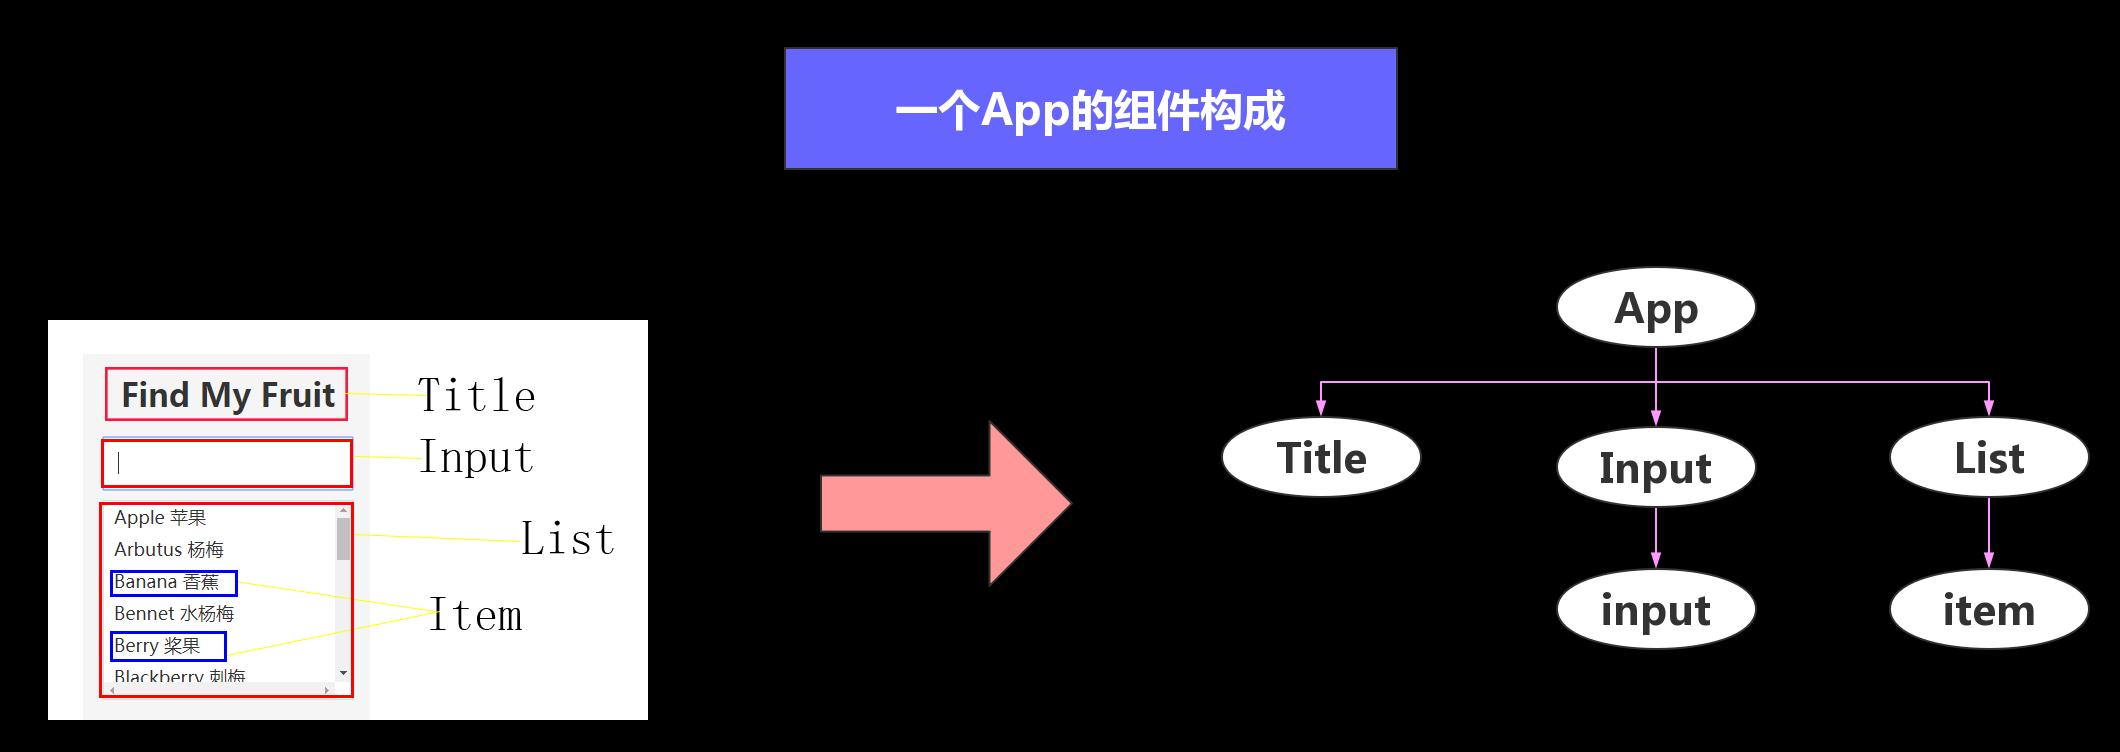 一个App的组件构成
Find My Fruit
Title
Input
Apple 苹果
Arbutus 杨梅
Banana 香蕉
Bennet 水杨梅
Berry 桨果
Blackberry 刺梅
List
Item
App
Title
Input
List
input
item